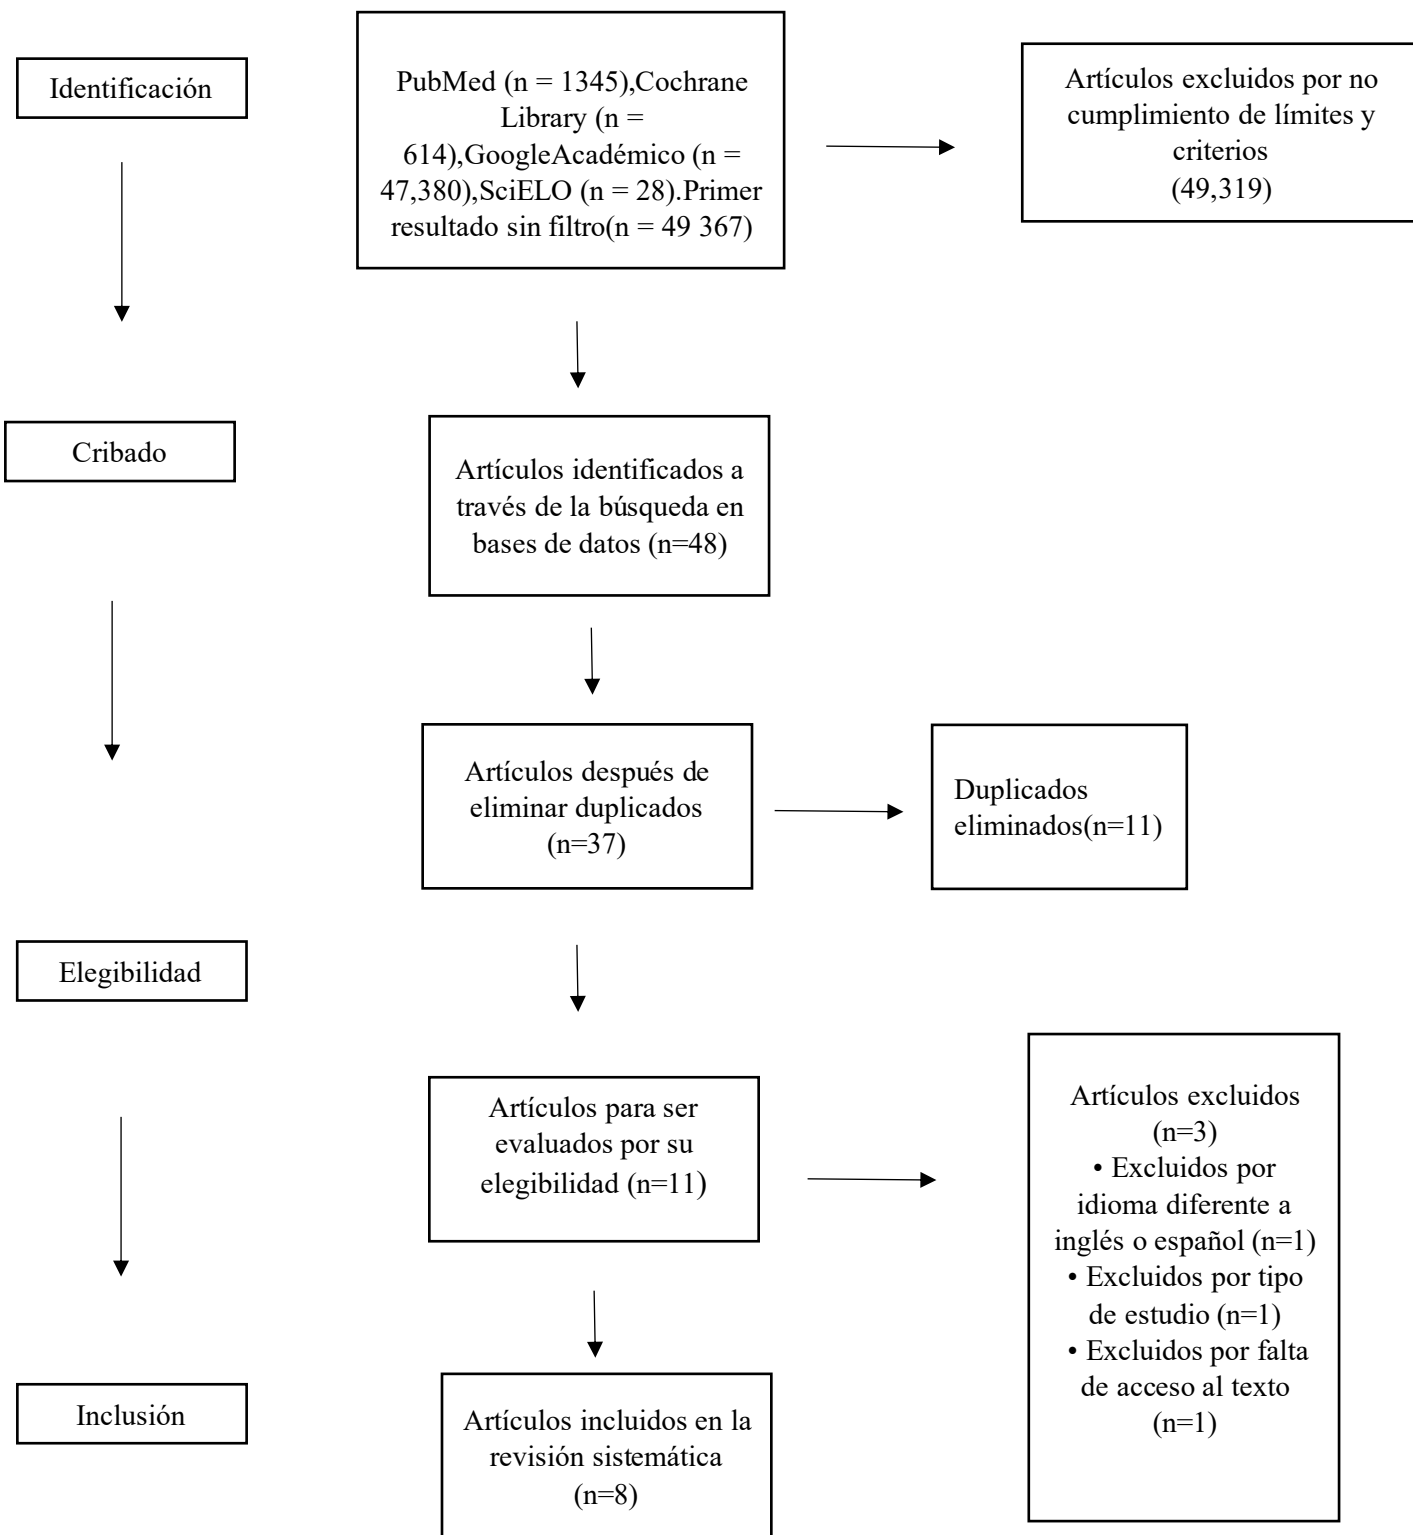 Identificación
PubMed (n = 1345),Cochrane
Library (n =
614),GoogleAcadémico (n =
47,380),SciELO (n = 28).Primer
resultado sin filtro(n = 49 367)
Artículos excluidos por no
cumplimiento de límites y
criterios
(49,319)
Cribado
Artículos identificados a
través de la búsqueda en
bases de datos (n=48)
Artículos después de
eliminar duplicados
(n=37)
Duplicados
eliminados(n=11)
Elegibilidad
Artículos para ser
evaluados por su
elegibilidad (n=11)
Artículos excluidos
(n=3)
• Excluidos por
idioma diferente a
inglés o español (n=1)
• Excluidos por tipo
de estudio (n=1)
• Excluidos por falta
de acceso al texto
(n=1)
Inclusión
Artículos incluidos en la
revisión sistemática
(n=8)